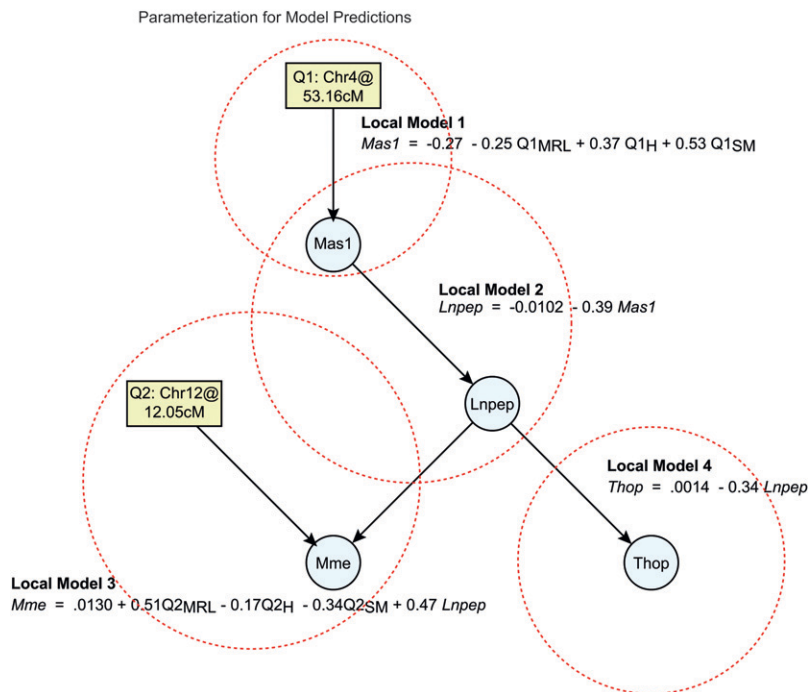 Parameterization for Model Predictions
Q1: Chr4@
53.16cM
Local Model 1
Mas1 = -0.27 - 0.25 Q1MRL + 0.37 Q1H + 0.53 Q1SM
Mas1
Local Model 2
Lnpep = -0.0102 - 0.39 Mas1
Q2: Chr12@
12.05cM
Lnpep
Local Model 4
Thop = .0014 - 0.34 Lnpep
Mme
Thop
Local Model 3
Mme = .0130 + 0.51Q2MRL - 0.17Q2H - 0.34Q2SM + 0.47 Lnpep